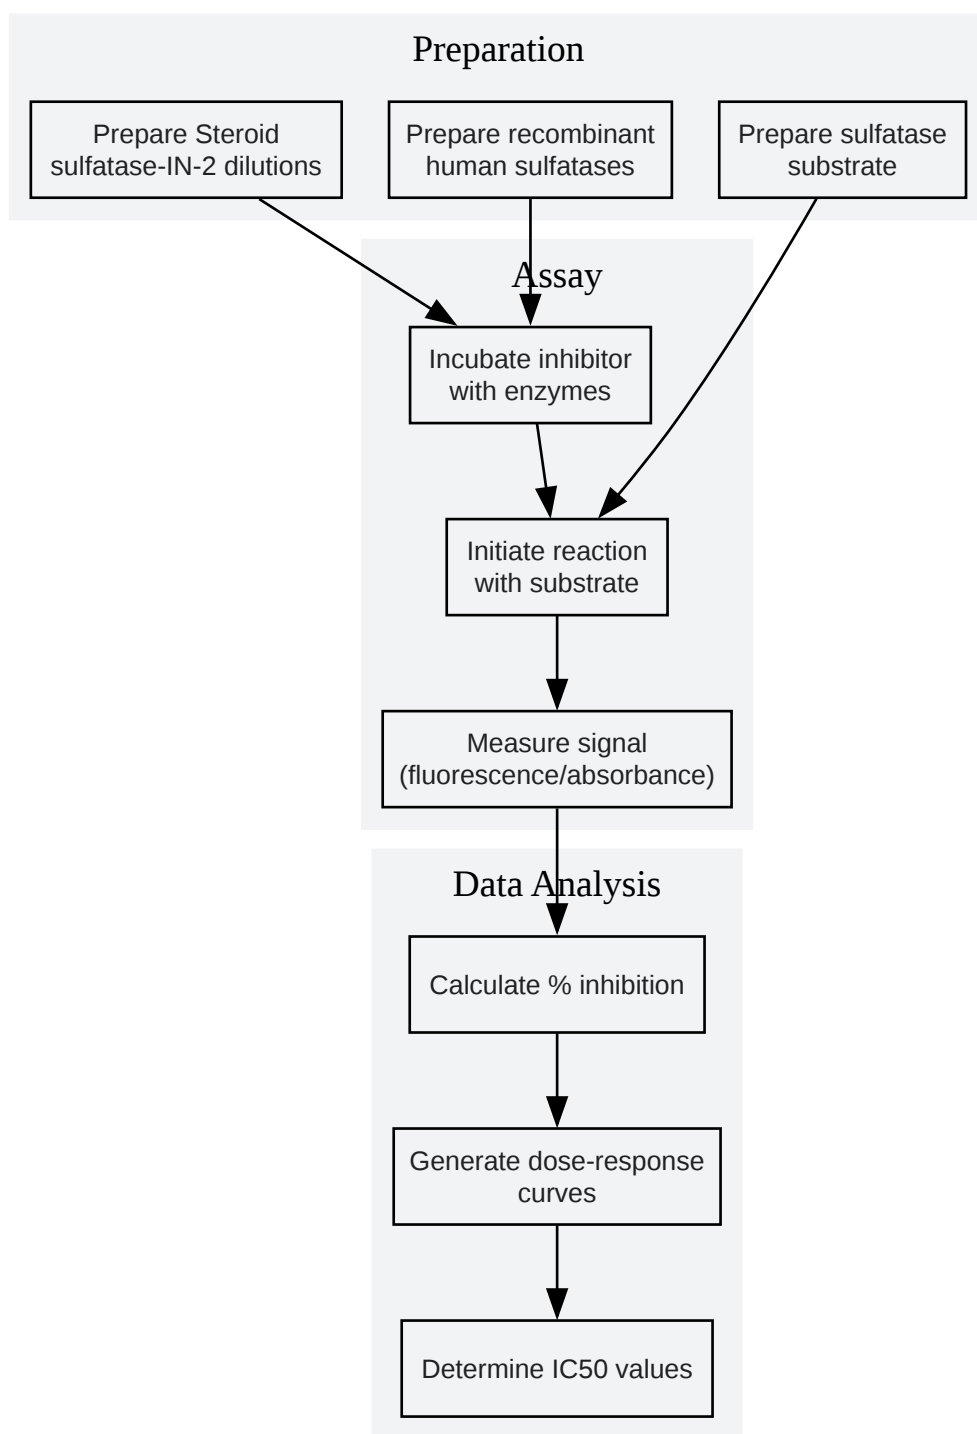 Preparation
Prepare Steroid
sulfatase-IN-2 dilutions
Prepare recombinant
human sulfatases
Prepare sulfatase
substrate
Assay
Incubate inhibitor
with enzymes
Initiate reaction
with substrate
Measure signal
(fluorescence/absorbance)
Data Analysis
Calculate % inhibition
Generate dose-response
curves
Determine IC50 values